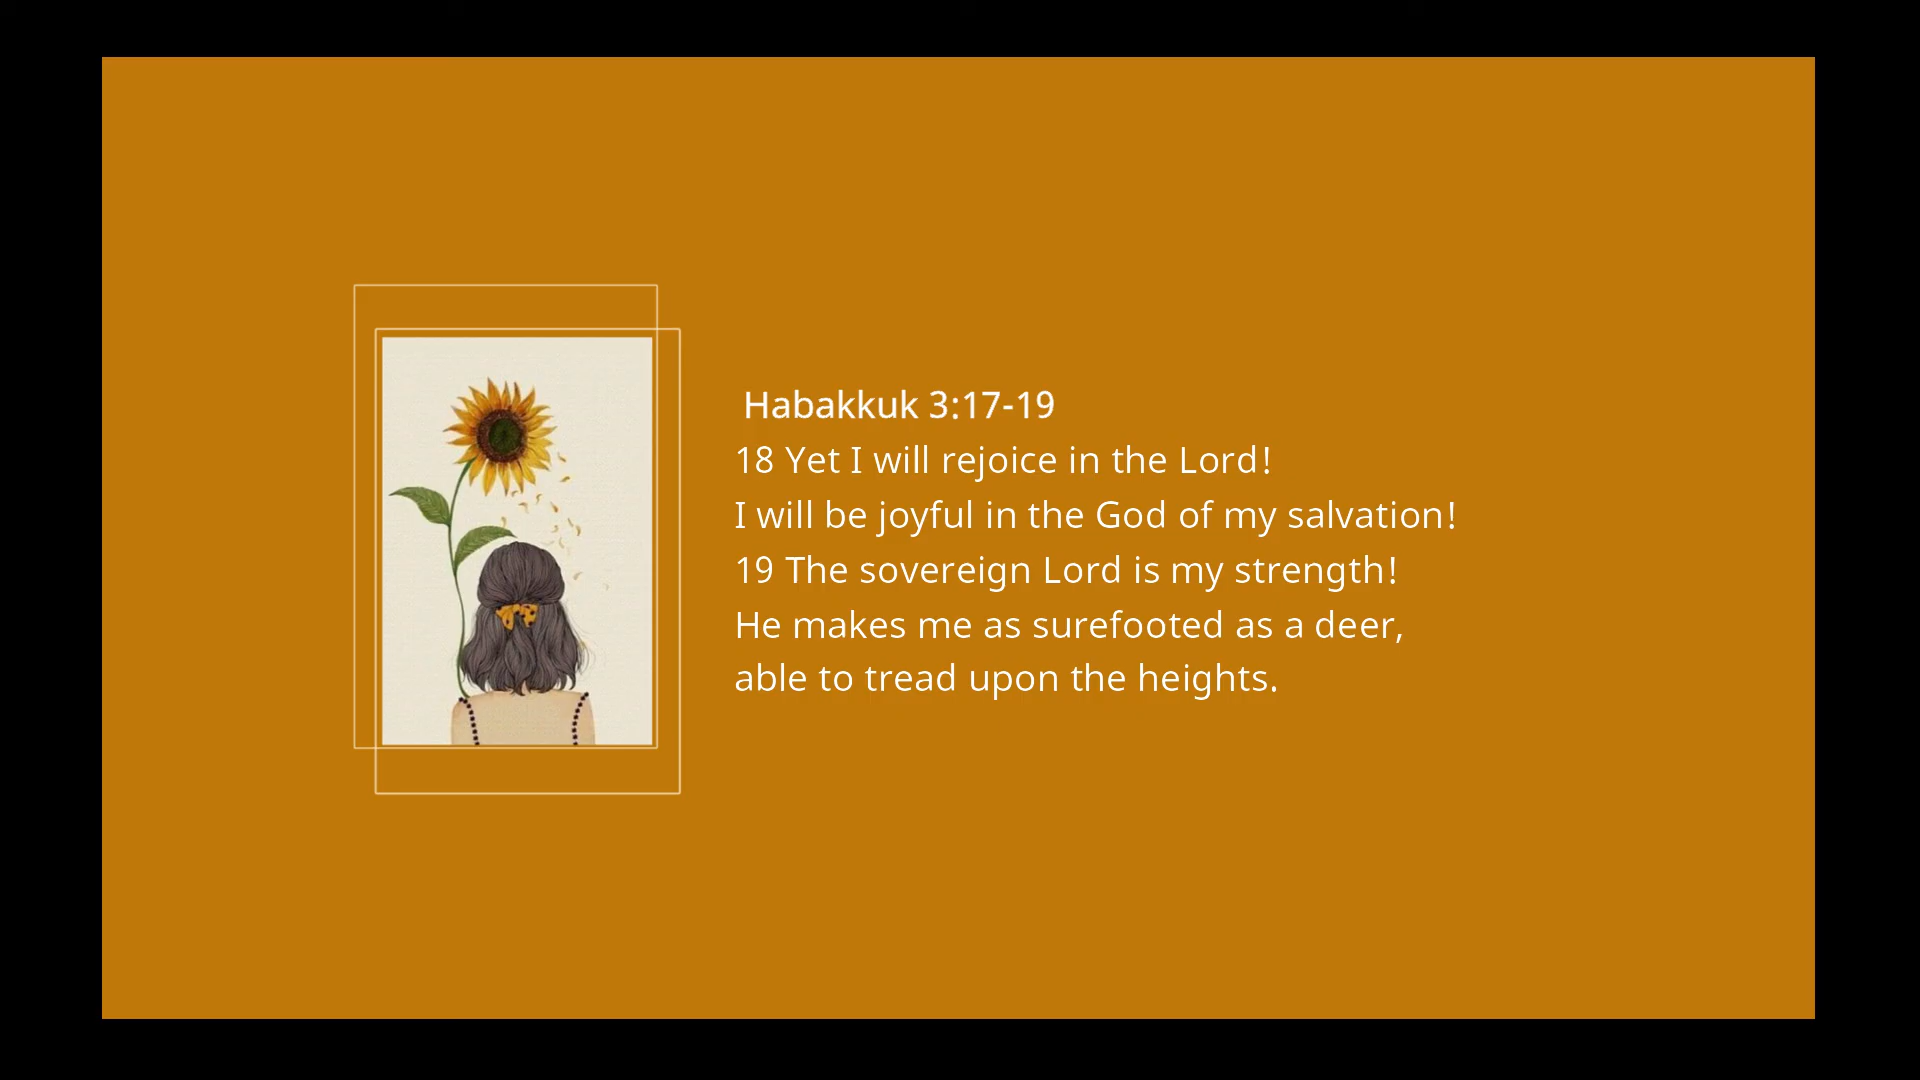 Habakkuk 3:17-19
18 Yet I will rejoice in the Lord!
I will be joyful in the God of my salvation!
19 The sovereign Lord is my strength!
He makes me as surefooted as a deer,
able to tread upon the heights.